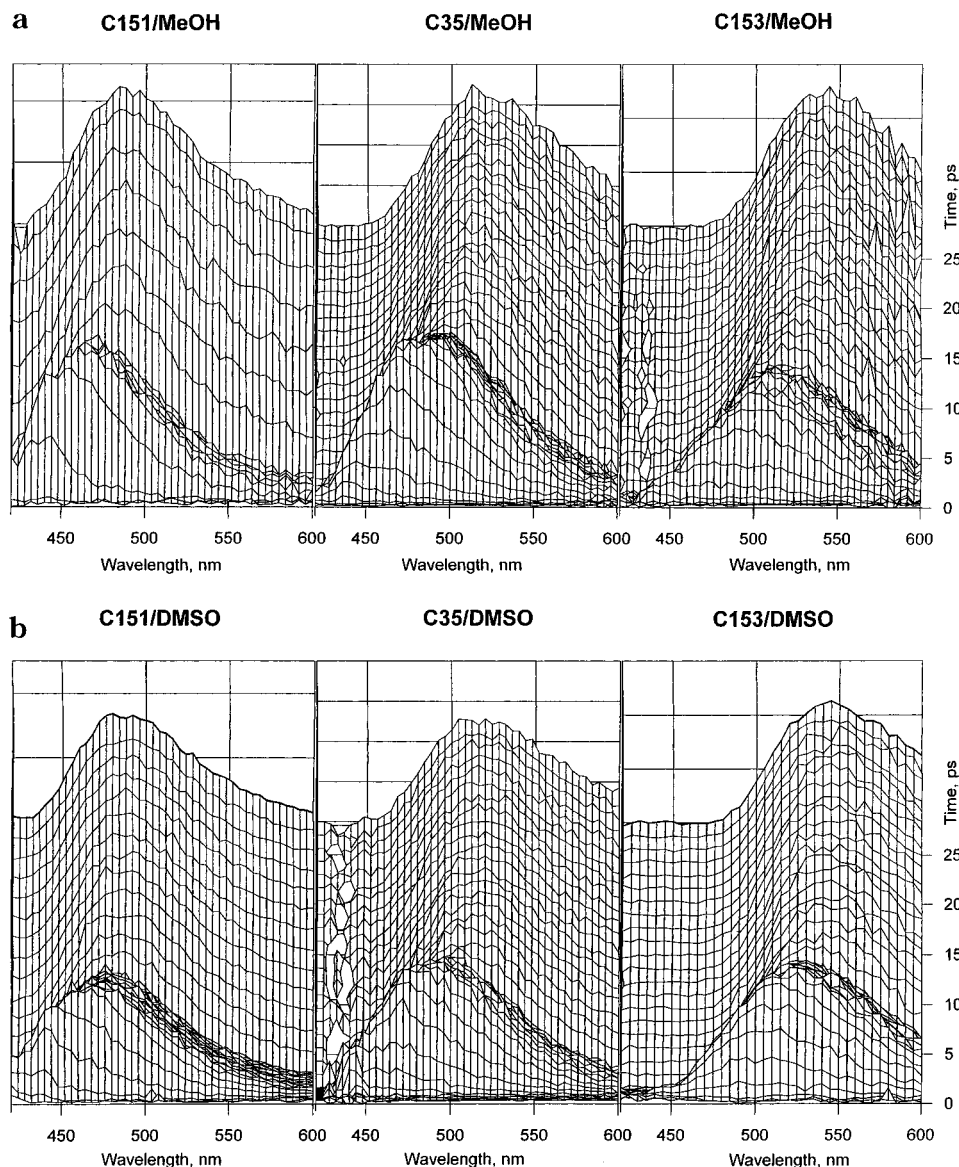 a
C151/MeOH C35/MeOH C153/MeOH
Time, ps
25
20
15
10
5
0
450 500 550 600 450 500 550 600 450 500 550 600
Wavelength, nm Wavelength, nm Wavelength, nm
b
C151/DMSO C35/DMSO C153/DMSO
Time, ps
25
20
15
10
5
0
450 500 550 600 450 500 550 600 450 500 550 600
Wavelength, nm Wavelength, nm Wavelength, nm